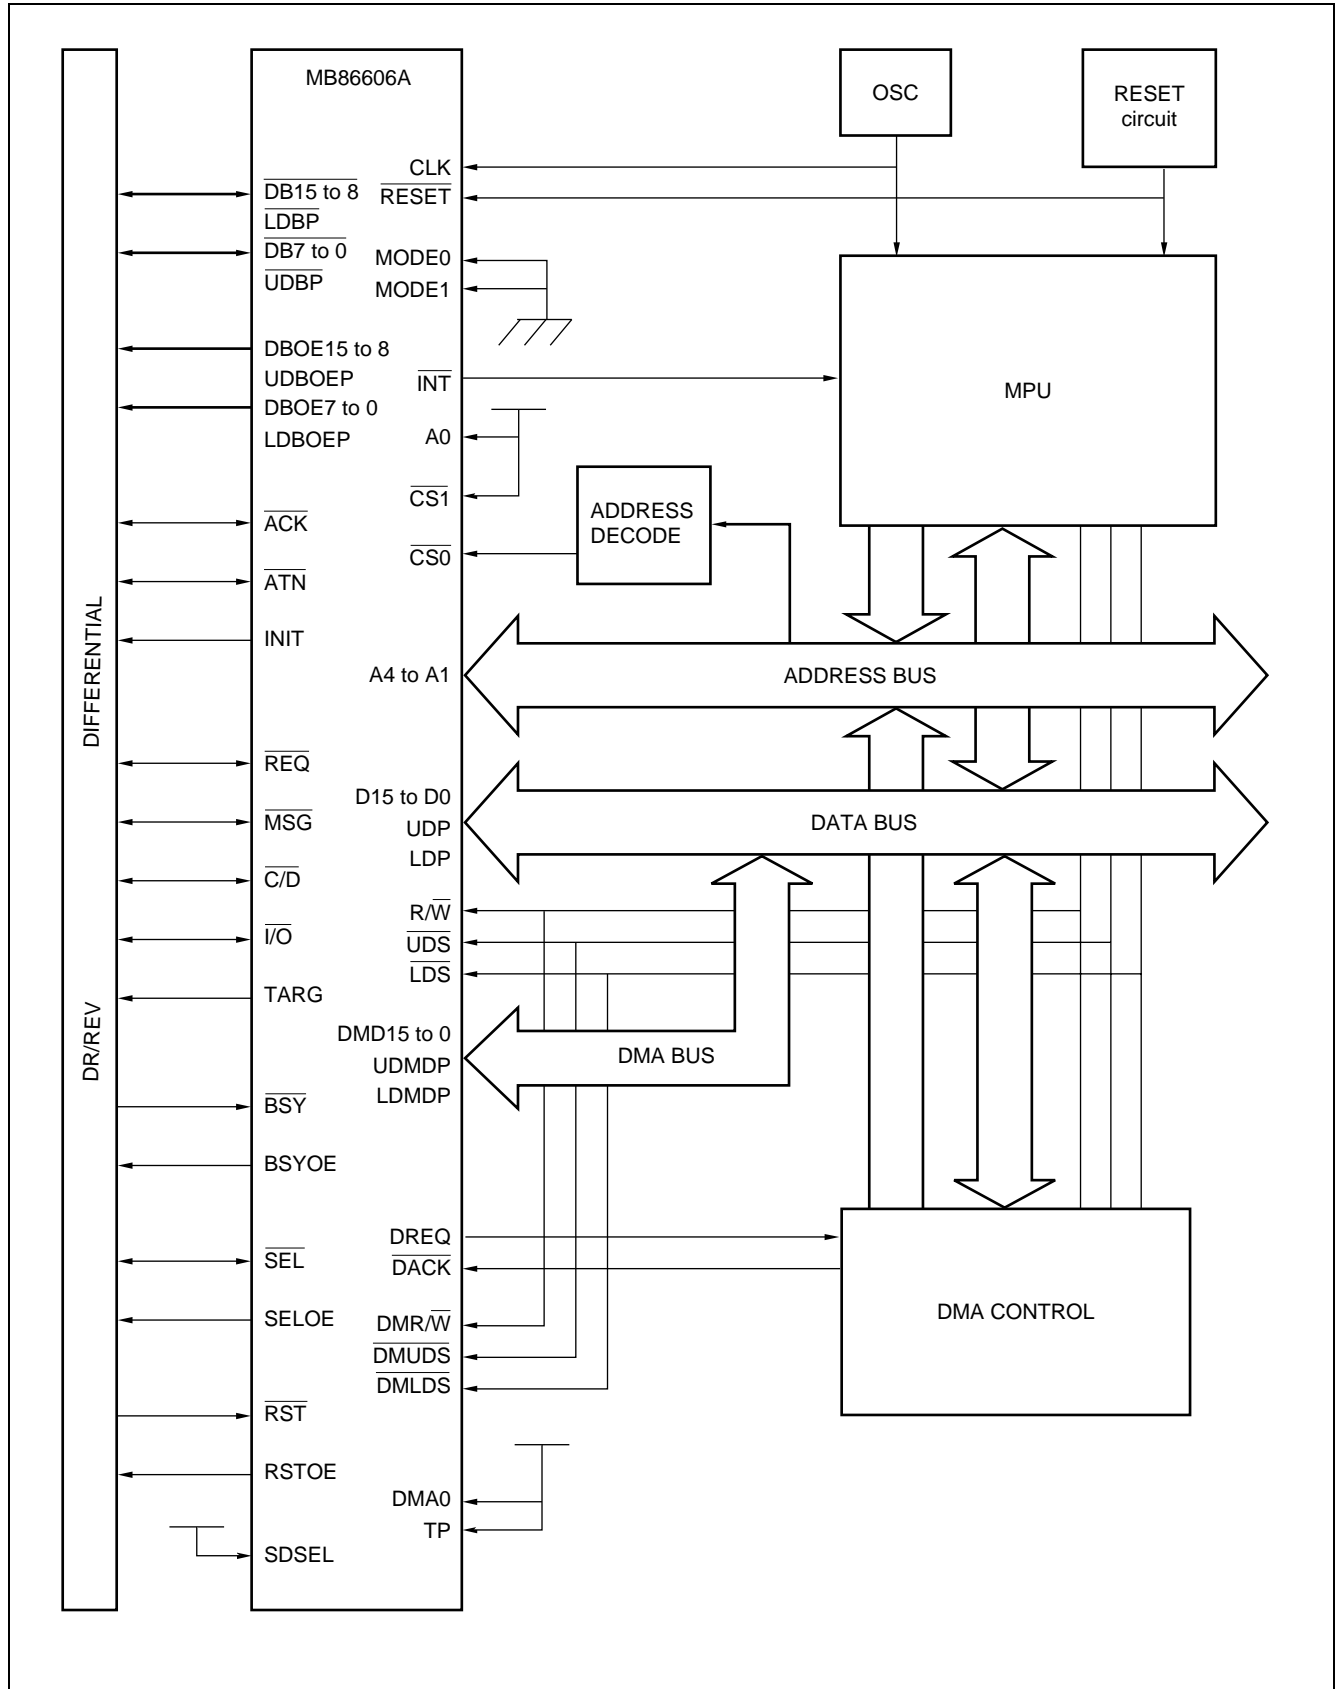 MB86606A
OSC
RESET
circuit
CLK
RESET
DB15 to 8
LDBP
DB7 to 0
UDBP
MODE0
MODE1
DBOE15 to 8
UDBOEP
DBOE7 to 0
LDBOEP
INT
A0
CS1
CS0
MPU
ADDRESS
DECODE
ACK
ATN
INIT
A4 to A1
ADDRESS BUS
DIFFERENTIAL
DR/REV
REQ
MSG
C/D
I/O
TARG
D15 to D0
UDP
LDP
DATA BUS
R/W
UDS
LDS
DMD15 to 0
UDMDP
LDMDP
DMA BUS
BSY
BSYOE
SEL
SELOE
RST
RSTOE
SDSEL
DREQ
DACK
DMR/W
DMUDS
DMLDS
DMA CONTROL
DMA0
TP